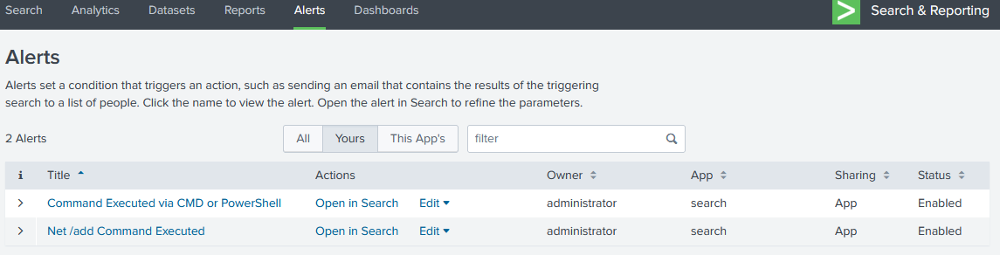 Search Analytics Datasets Reports Alerts Dashboards > Search & Reporting
Alerts
Alerts set a condition that triggers an action, such as sending an email that contains the results of the triggering
search to a list of people. Click the name to view the alert. Open the alert in Search to refine the parameters.
2 Alerts All Yours This App's filter
i Title Actions Owner App Sharing Status
> Command Executed via CMD or PowerShell Open in Search Edit administrator search App Enabled
> Net /add Command Executed Open in Search Edit administrator search App Enabled